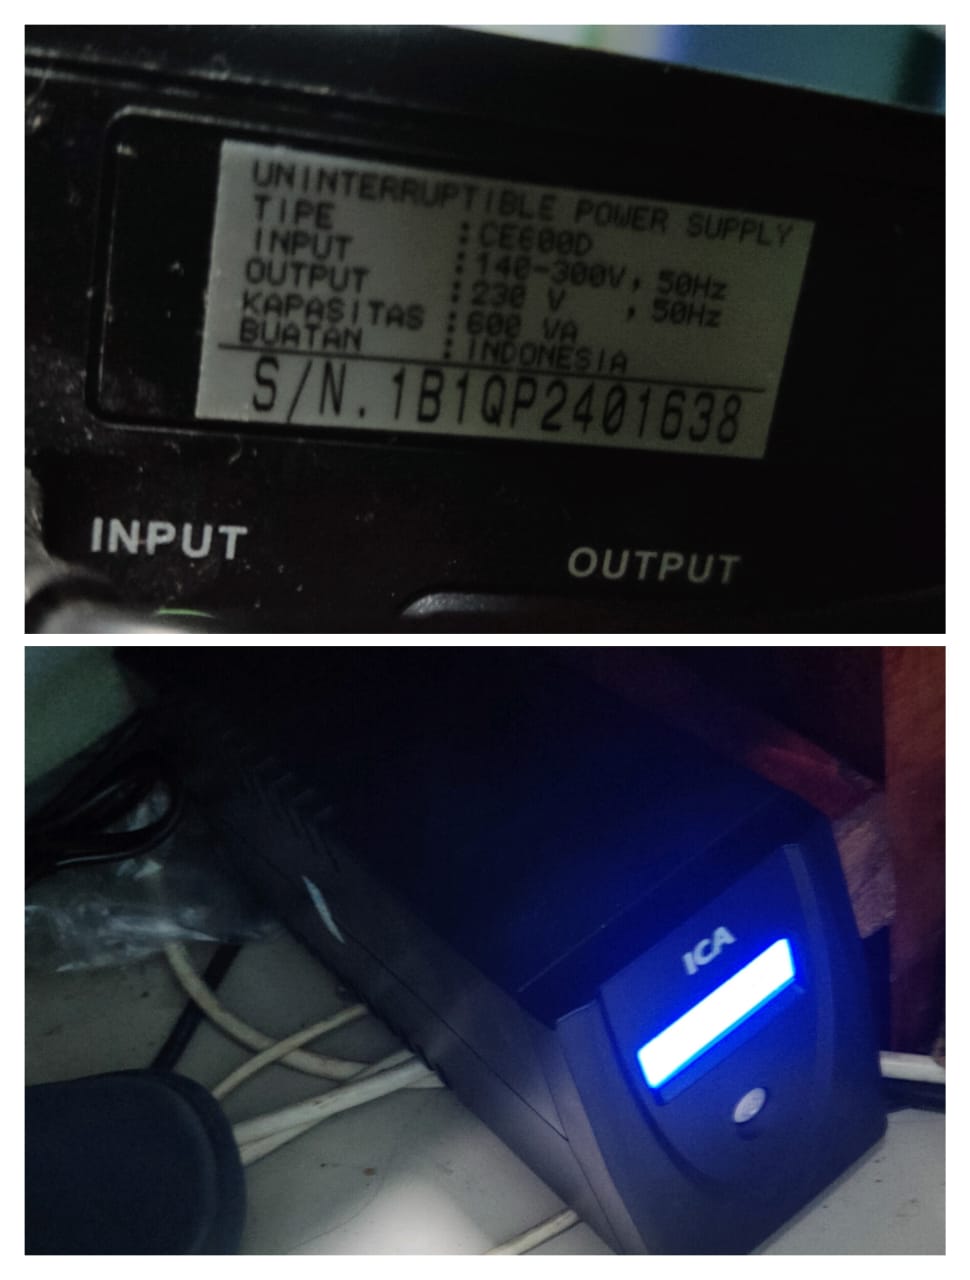 UNINTERRUPTIBLE POWER SUPPLY
TIPE : CE600D
INPUT : 140-300V, 50Hz
OUTPUT : 230 V , 50Hz
KAPASITAS : 600 VA
BUATAN : INDONESIA
S/N. 1B1QP2401638
INPUT
OUTPUT
ICA